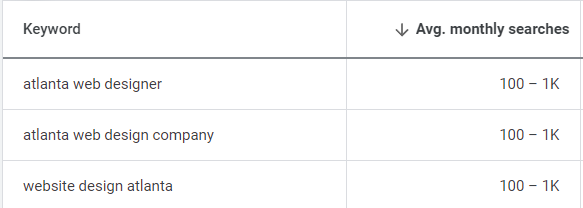 Keyword ↓ Avg. monthly searches
atlanta web designer 100 – 1K
atlanta web design company 100 – 1K
website design atlanta 100 – 1K